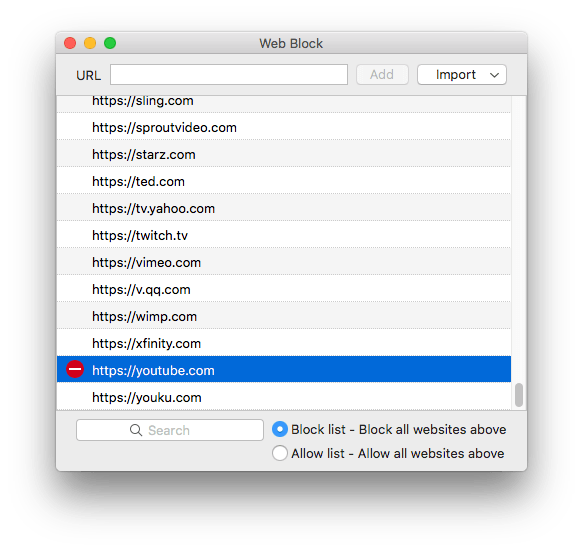 Web Block
URL Add Import
https://sling.com
https://sproutvideo.com
https://starz.com
https://ted.com
https://tv.yahoo.com
https://twitch.tv
https://vimeo.com
https://v.qq.com
https://wimp.com
https://xfinity.com
https://youtube.com
https://youku.com
Search
Block list - Block all websites above
Allow list - Allow all websites above